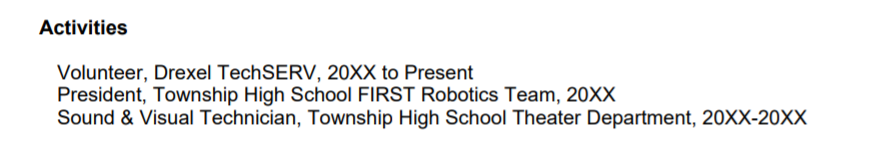 Activities
Volunteer, Drexel TechSERV, 20XX to Present
President, Township High School FIRST Robotics Team, 20XX
Sound & Visual Technician, Township High School Theater Department, 20XX-20XX